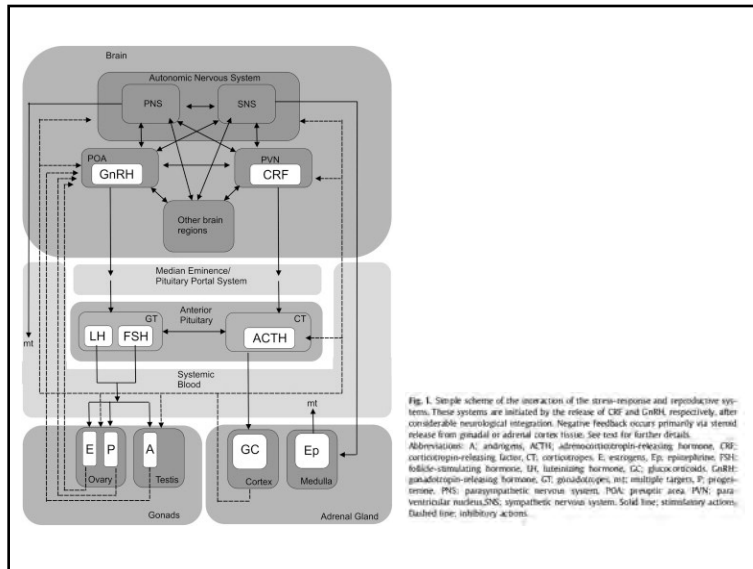 Brain
Autonomic Nervous System
PNS
SNS
POA
GnRH
PVN
CRF
Other brain
regions
Median Eminence/
Pituitary Portal System
Anterior
Pituitary
GT
LH
FSH
CT
ACTH
mt
Systemic
Blood
mt
E
P
A
Ovary
Testis
Gonads
GC
Ep
Cortex
Medulla
Adrenal Gland
Fig. 1. Simple scheme of the interaction of the stress-response and reproductive sys-
tems. These systems are initiated by the release of CRF and GnRH, respectively, after
considerable neurological integration. Negative feedback occurs primarily via steroid
release from gonadal or adrenal cortex tissue. See text for further details.
Abbreviations: A; androgens, ACTH; adrenocorticotropin-releasing hormone, CRF;
corticotropin-releasing factor, CT; corticotropes, E; estrogens, Ep; epinephrine, FSH;
follicle-stimulating hormone, LH, luteinizing hormone, GC; glucocorticoids, GnRH;
gonadotropin-releasing hormone, GT; gonadotropes, mt; multiple targets, P; proges-
terone, PNS; parasympathetic nervous system, POA; preoptic area, PVN; para-
ventricular nucleus,SNS; sympathetic nervous system. Solid line; stimulatory actions,
Dashed line; inhibitory actions.